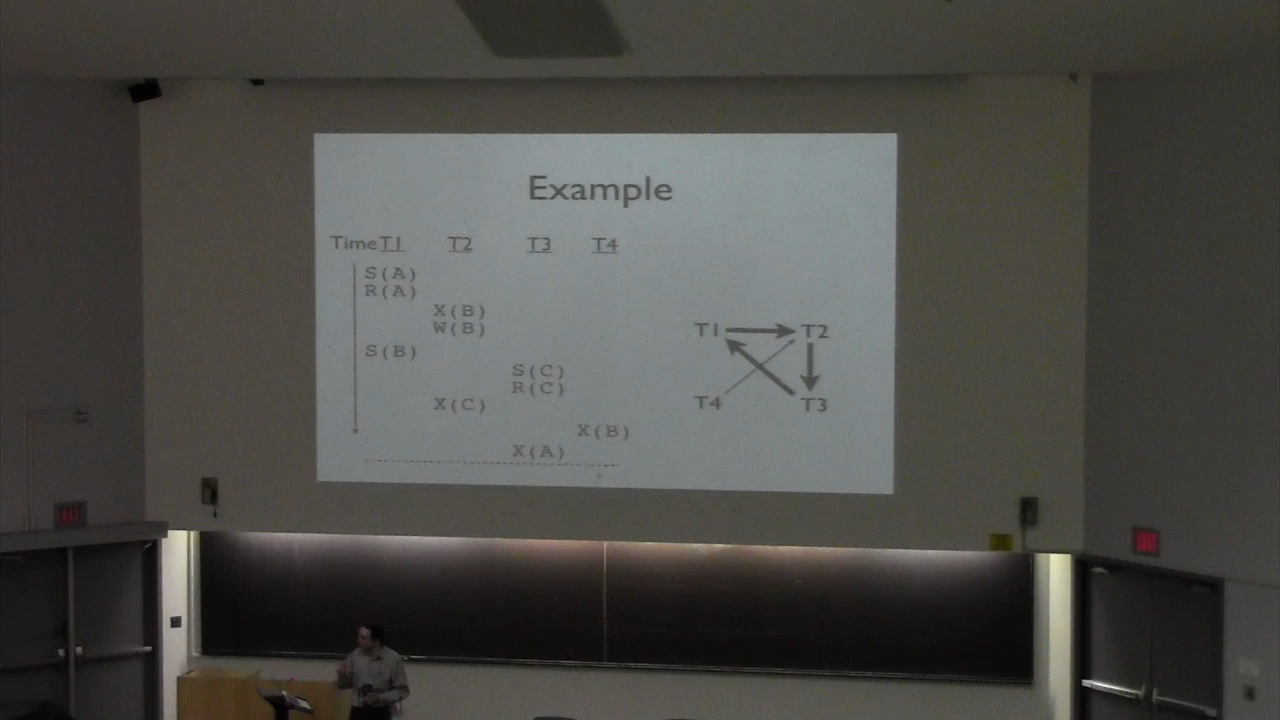 Example
Time T1 T2 T3 T4
S(A)
R(A)
X(B)
W(B)
S(B)
S(C)
R(C)
X(C)
X(B)
X(A)
T1 T2
T4 T3